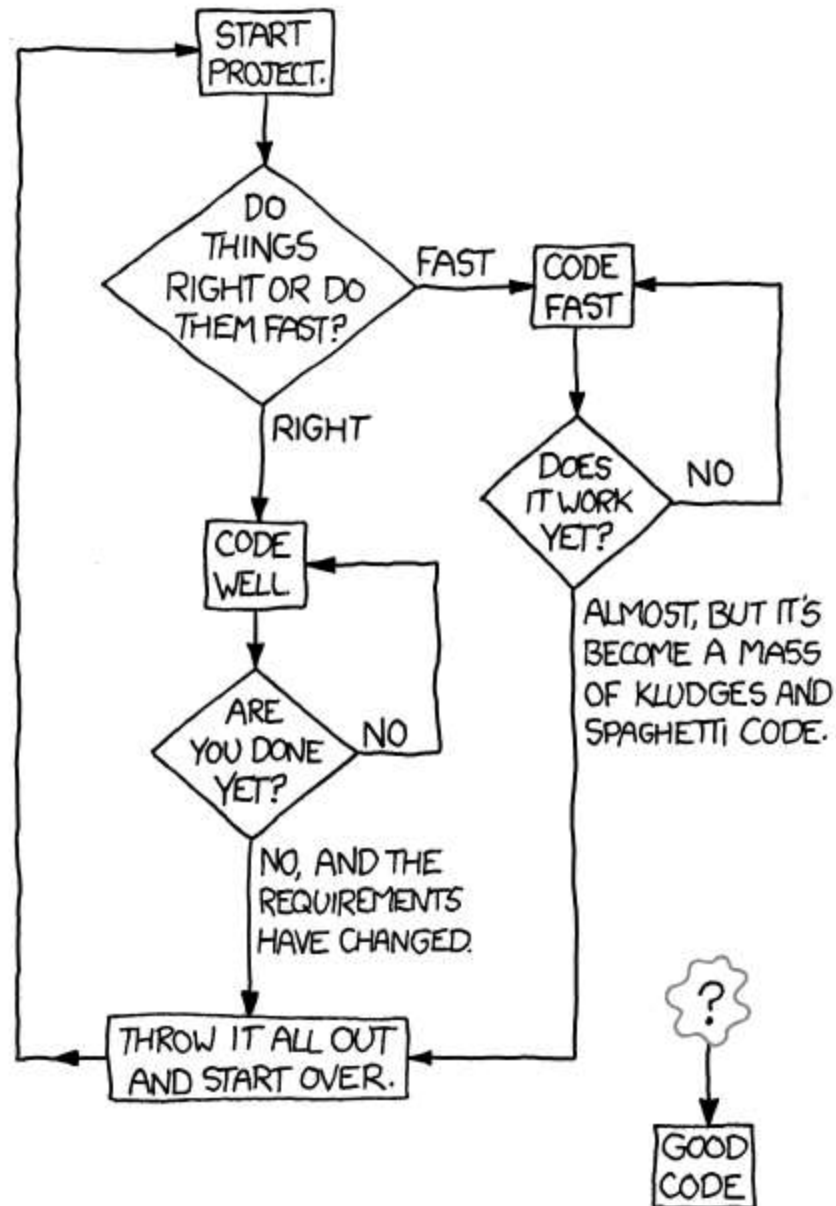 START
PROJECT.
DO
THINGS
RIGHT OR DO
THEM FAST?
FAST
CODE
FAST
RIGHT
DOES
IT WORK
YET?
NO
CODE
WELL
ALMOST, BUT IT'S
BECOME A MASS
OF KLUDGES AND
SPAGHETTI CODE.
ARE
YOU DONE
YET?
NO
NO, AND THE
REQUIREMENTS
HAVE CHANGED.
THROW IT ALL OUT
AND START OVER.
?
GOOD
CODE